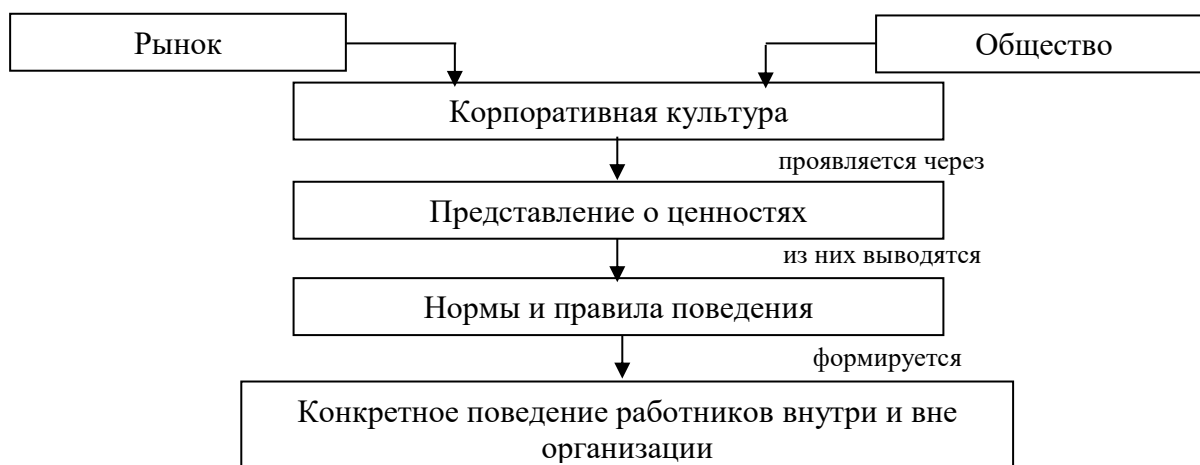 Рынок
Общество
Корпоративная культура
проявляется через
Представление о ценностях
из них выводятся
Нормы и правила поведения
формируется
Конкретное поведение работников внутри и вне
организации